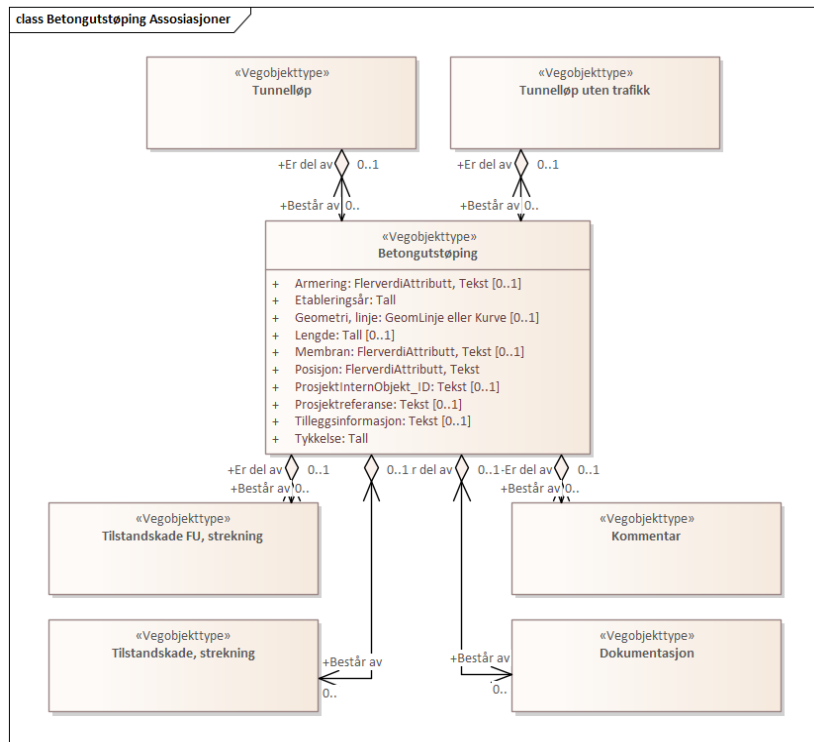 class Betongutstøping Assosiasjoner
«Vegobjekttype»
Tunnelløp
«Vegobjekttype»
Tunnelløp uten trafikk
+Er del av 0..1
+Er del av 0..1
+Består av 0..
+Består av 0..
«Vegobjekttype»
Betongutstøping
+ Armering: FlerverdiAttributt, Tekst [0..1]
+ Etableringsår: Tall
+ Geometri, linje: GeomLinje eller Kurve [0..1]
+ Lengde: Tall [0..1]
+ Membran: FlerverdiAttributt, Tekst [0..1]
+ Posisjon: FlerverdiAttributt, Tekst
+ ProsjektInternObjekt_ID: Tekst [0..1]
+ Prosjektreferanse: Tekst [0..1]
+ Tilleggsinformasjon: Tekst [0..1]
+ Tykkelse: Tall
+Er del av 0..1 0..1 r del av 0..1 -Er del av 0..1
+Består av 0.. +Består av 0..
«Vegobjekttype»
Tilstandskade FU, strekning
«Vegobjekttype»
Kommentar
«Vegobjekttype»
Tilstandskade, strekning
+Består av
0..
+Består av
0..
«Vegobjekttype»
Dokumentasjon